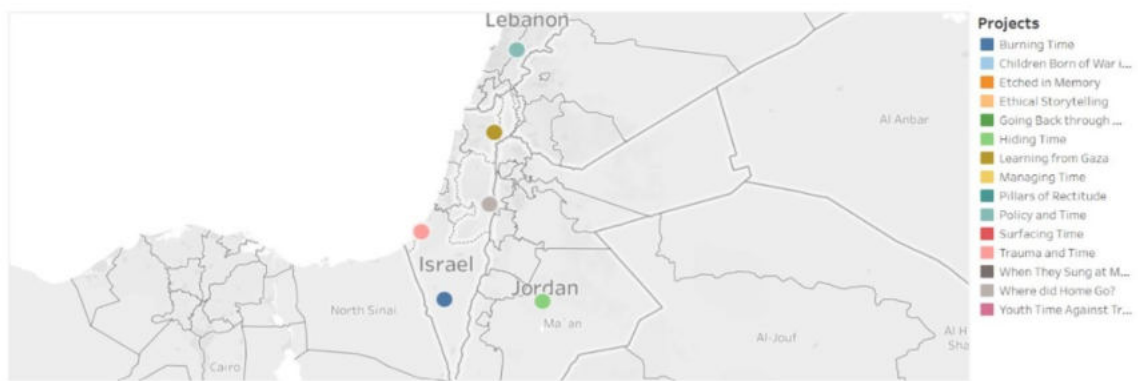 Lebanon
Al Anbar
Israel
Jordan
North Sinai
Ma`an
Al-Jouf
Al H
Sha
Cairo
Projects
Burning Time
Children Born of War i...
Etched in Memory
Ethical Storytelling
Going Back through ...
Hiding Time
Learning from Gaza
Managing Time
Pillars of Rectitude
Policy and Time
Surfacing Time
Trauma and Time
When They Sung at M...
Where did Home Go?
Youth Time Against Tr...